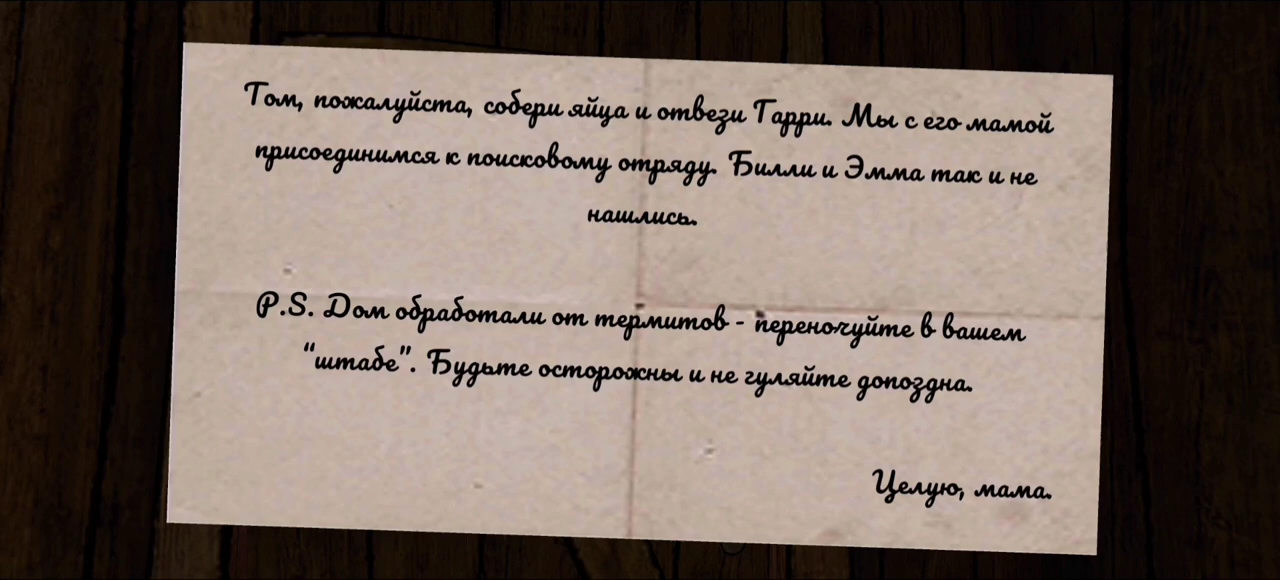 Том, пожалуйста, собери яйца и отвези Гарри. Мы с его мамой
присоединимся к поисковому отряду. Билли и Эмма так и не
нашлись.
P.S. Дом обработали от термитов - переночуйте в вашем
"штабе". Будьте осторожны и не гуляйте допоздна.
Целую, мама.